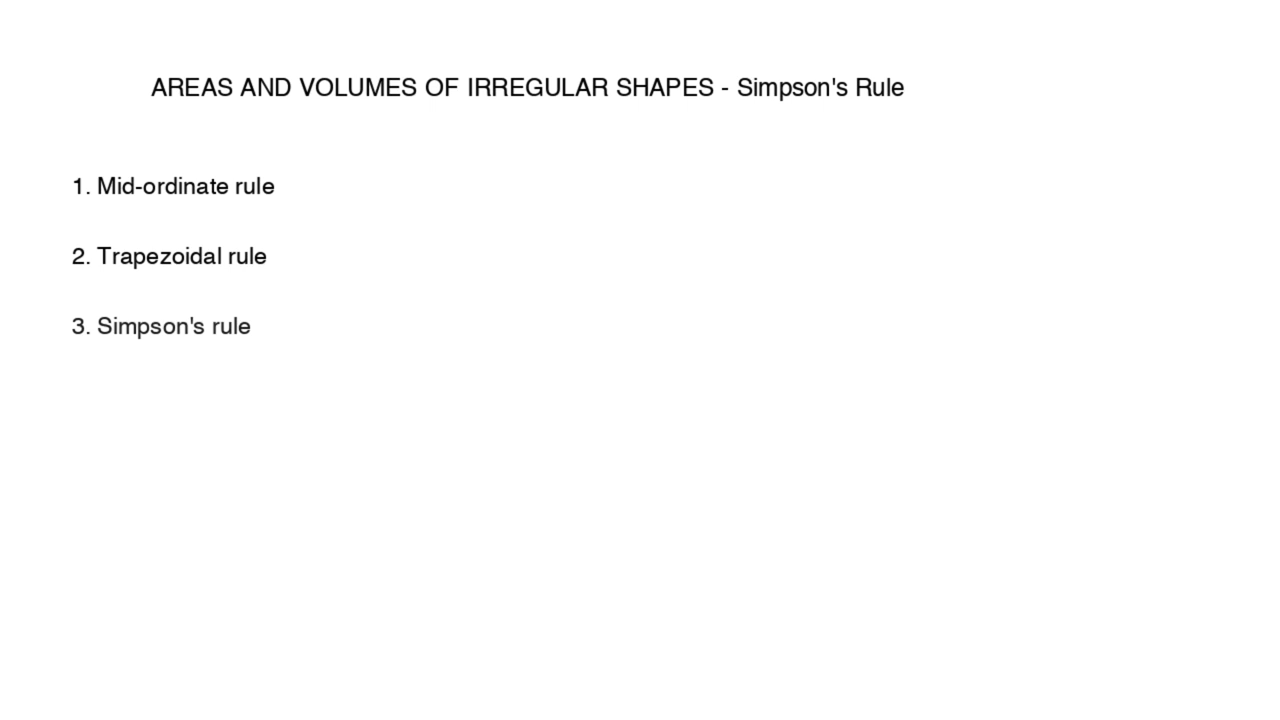 AREAS AND VOLUMES OF IRREGULAR SHAPES - Simpson's Rule
1. Mid-ordinate rule
2. Trapezoidal rule
3. Simpson's rule